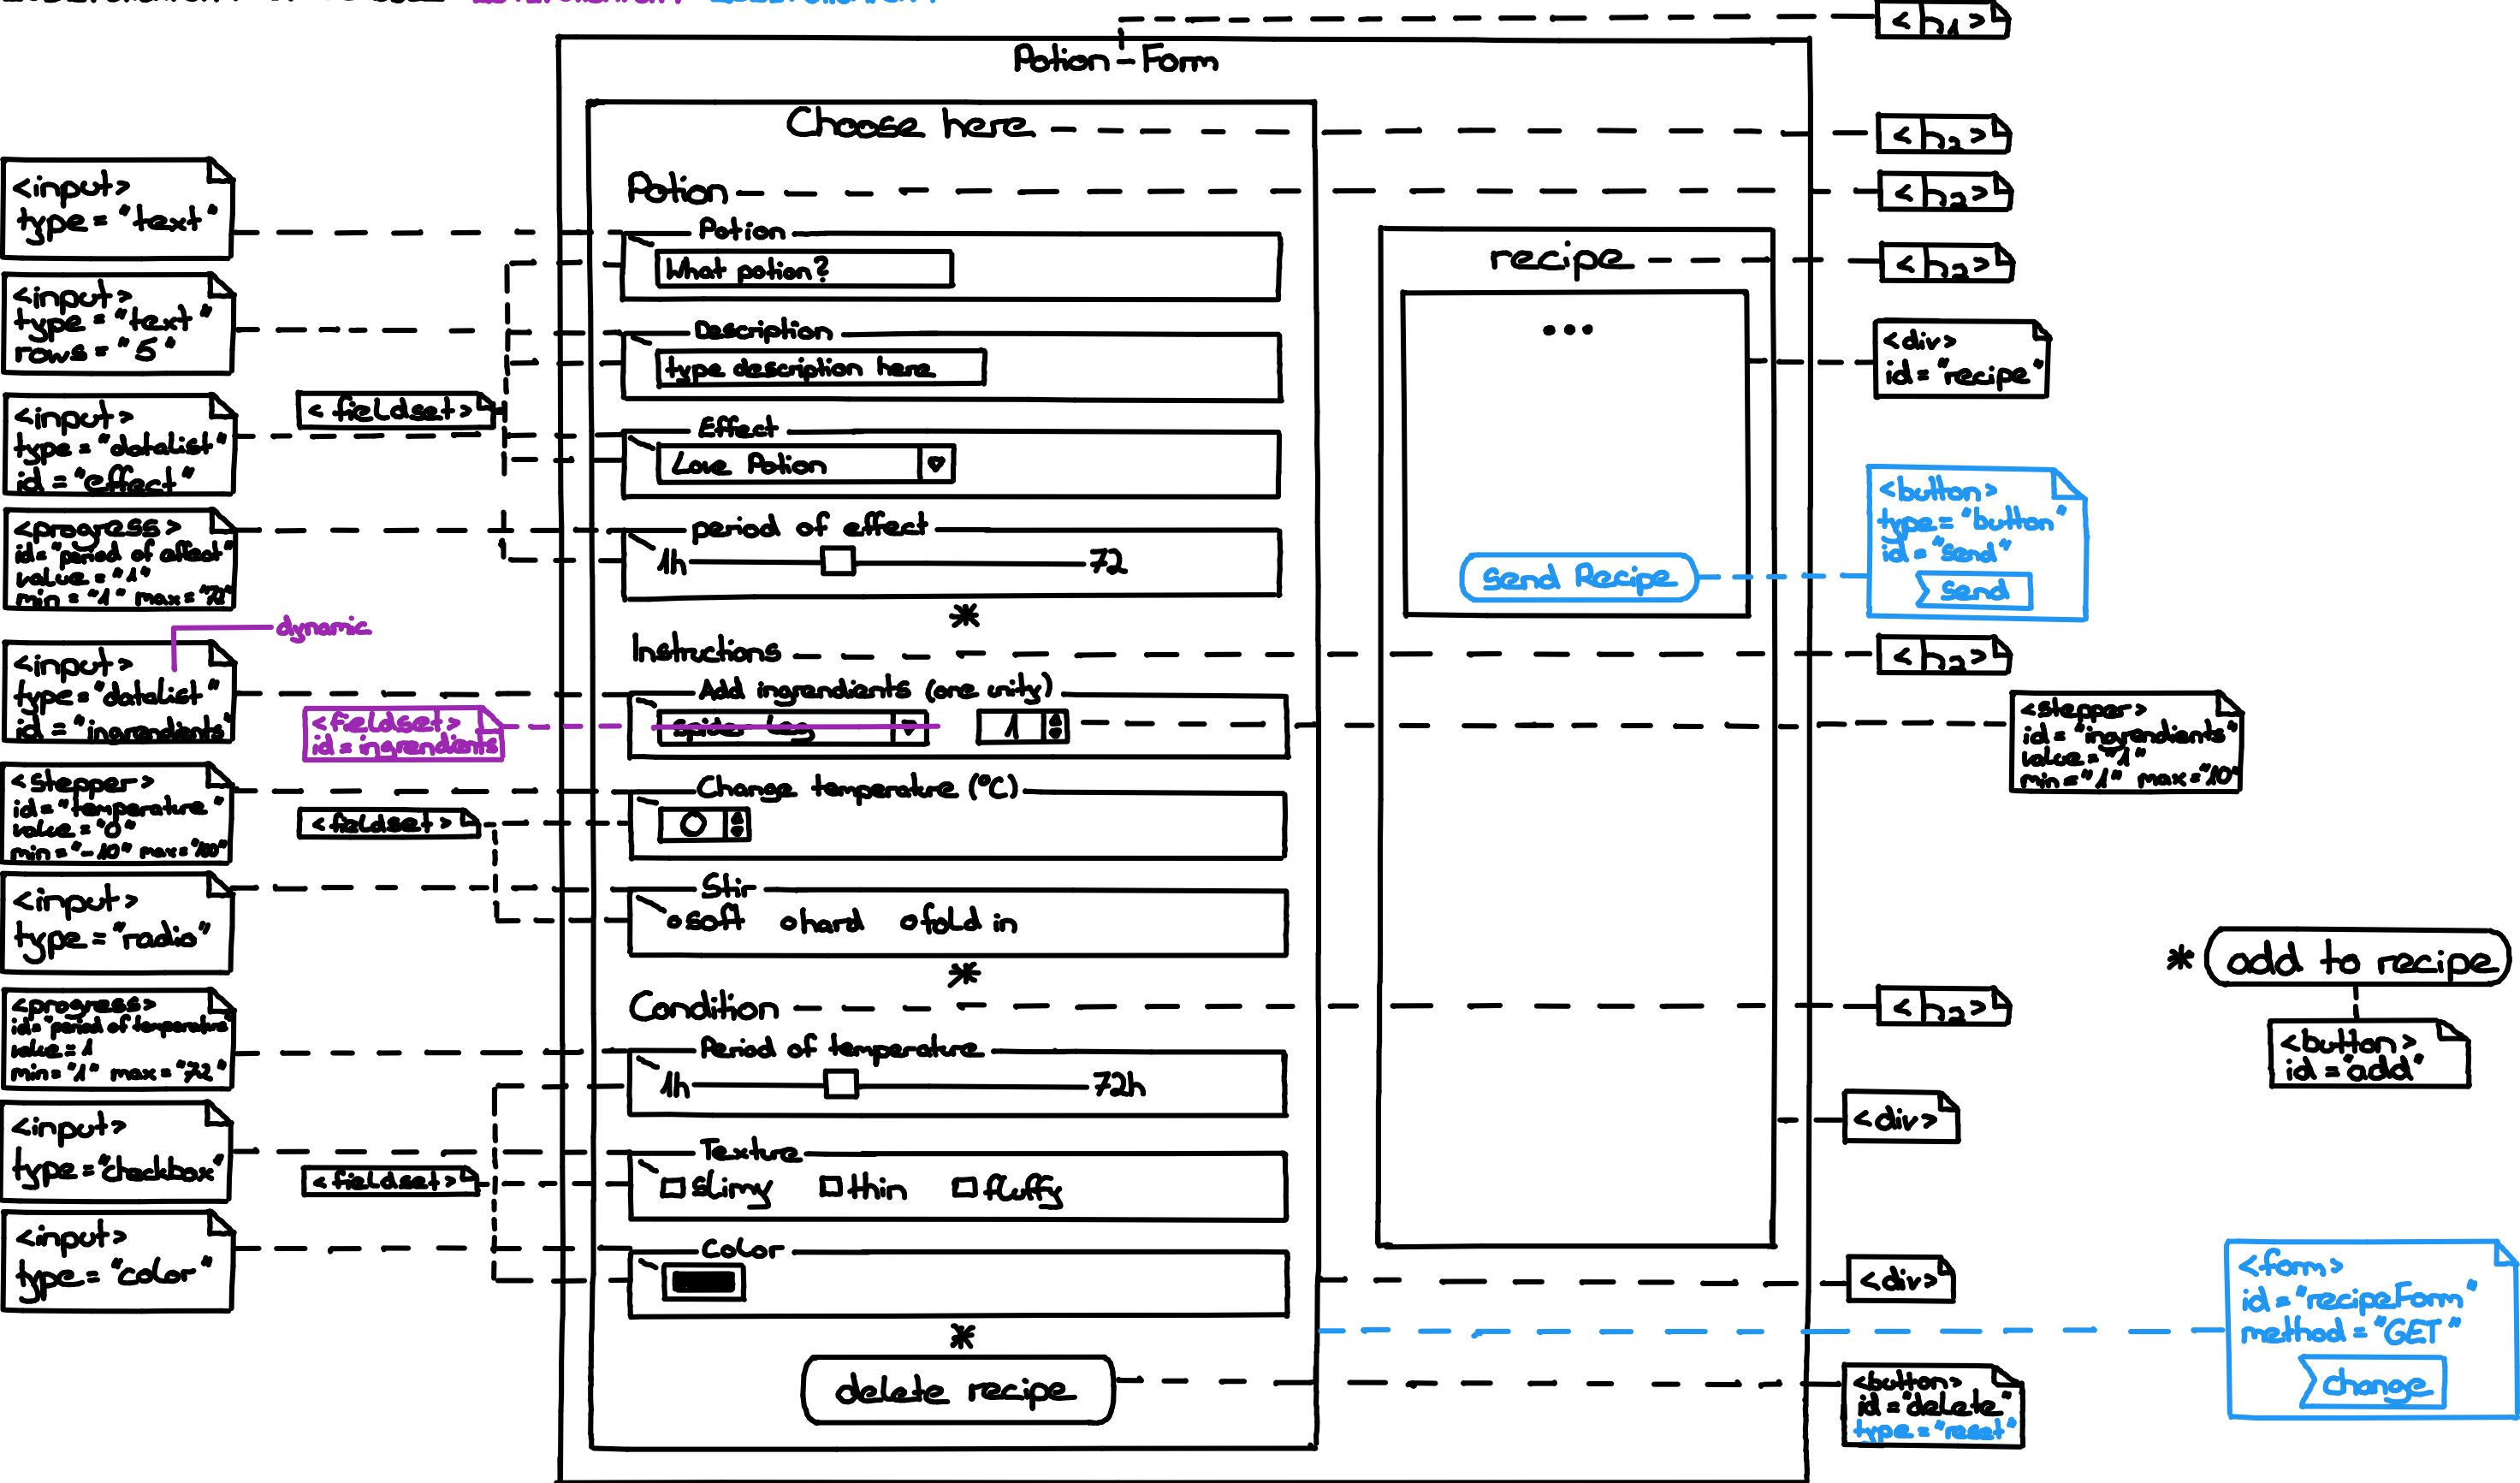 <h1>
Potion-Form
Choose here
<h2>
Potion
<h2>
<input>
type = "text"
Potion
What potion?
recipe
<h2>
<input>
type = "text"
rows = "5"
Description
type description here
...
<div>
id = "recipe"
<fieldset>
<input>
type = "datalist"
id = "effect"
Effect
Love Potion
<button>
type = "button"
id = "send"
send
Send Recipe
<progress>
id="period of effect"
value = "1"
min = "1" max = "72"
period of effect
1h
72
*
dynamic
Instructions
<h2>
<input>
type = "datalist"
id = "ingrendients"
<fieldset>
id = ingrendients
Add ingrendients (one unity)
spider leg
1
<stepper>
id = "ingrendients"
value = "1"
min = "1" max = "10"
<stepper>
id = "temperature"
value = "0"
min = "-10" max = "100"
<fieldset>
Change temperature (°C)
0
<input>
type = "radio"
Stir
soft hard fold in
*
* add to recipe
<button>
id = "add"
Condition
<h2>
<progress>
id="period of temperature
value = 1
min = "1" max = "72"
Period of temperature
1h
72h
<div>
<input>
type = "checkbox"
<fieldset>
Texture
slimy thin fluffy
<input>
type = "color"
Color
<div>
<form>
id = "recipeForm"
method = "GET"
change
*
delete recipe
<button>
id = "delete"
type = "reset"